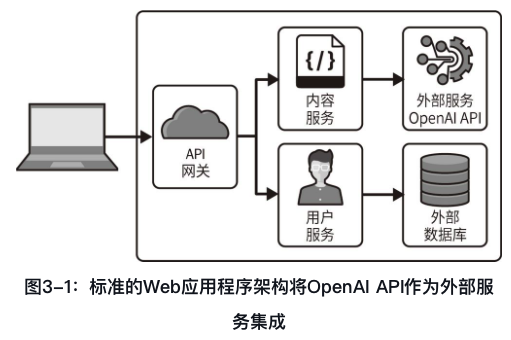 {/}
内容
服务
外部服务
OpenAI API
API
网关
用户
服务
外部
数据库
图3-1：标准的Web应用程序架构将OpenAI API作为外部服
务集成